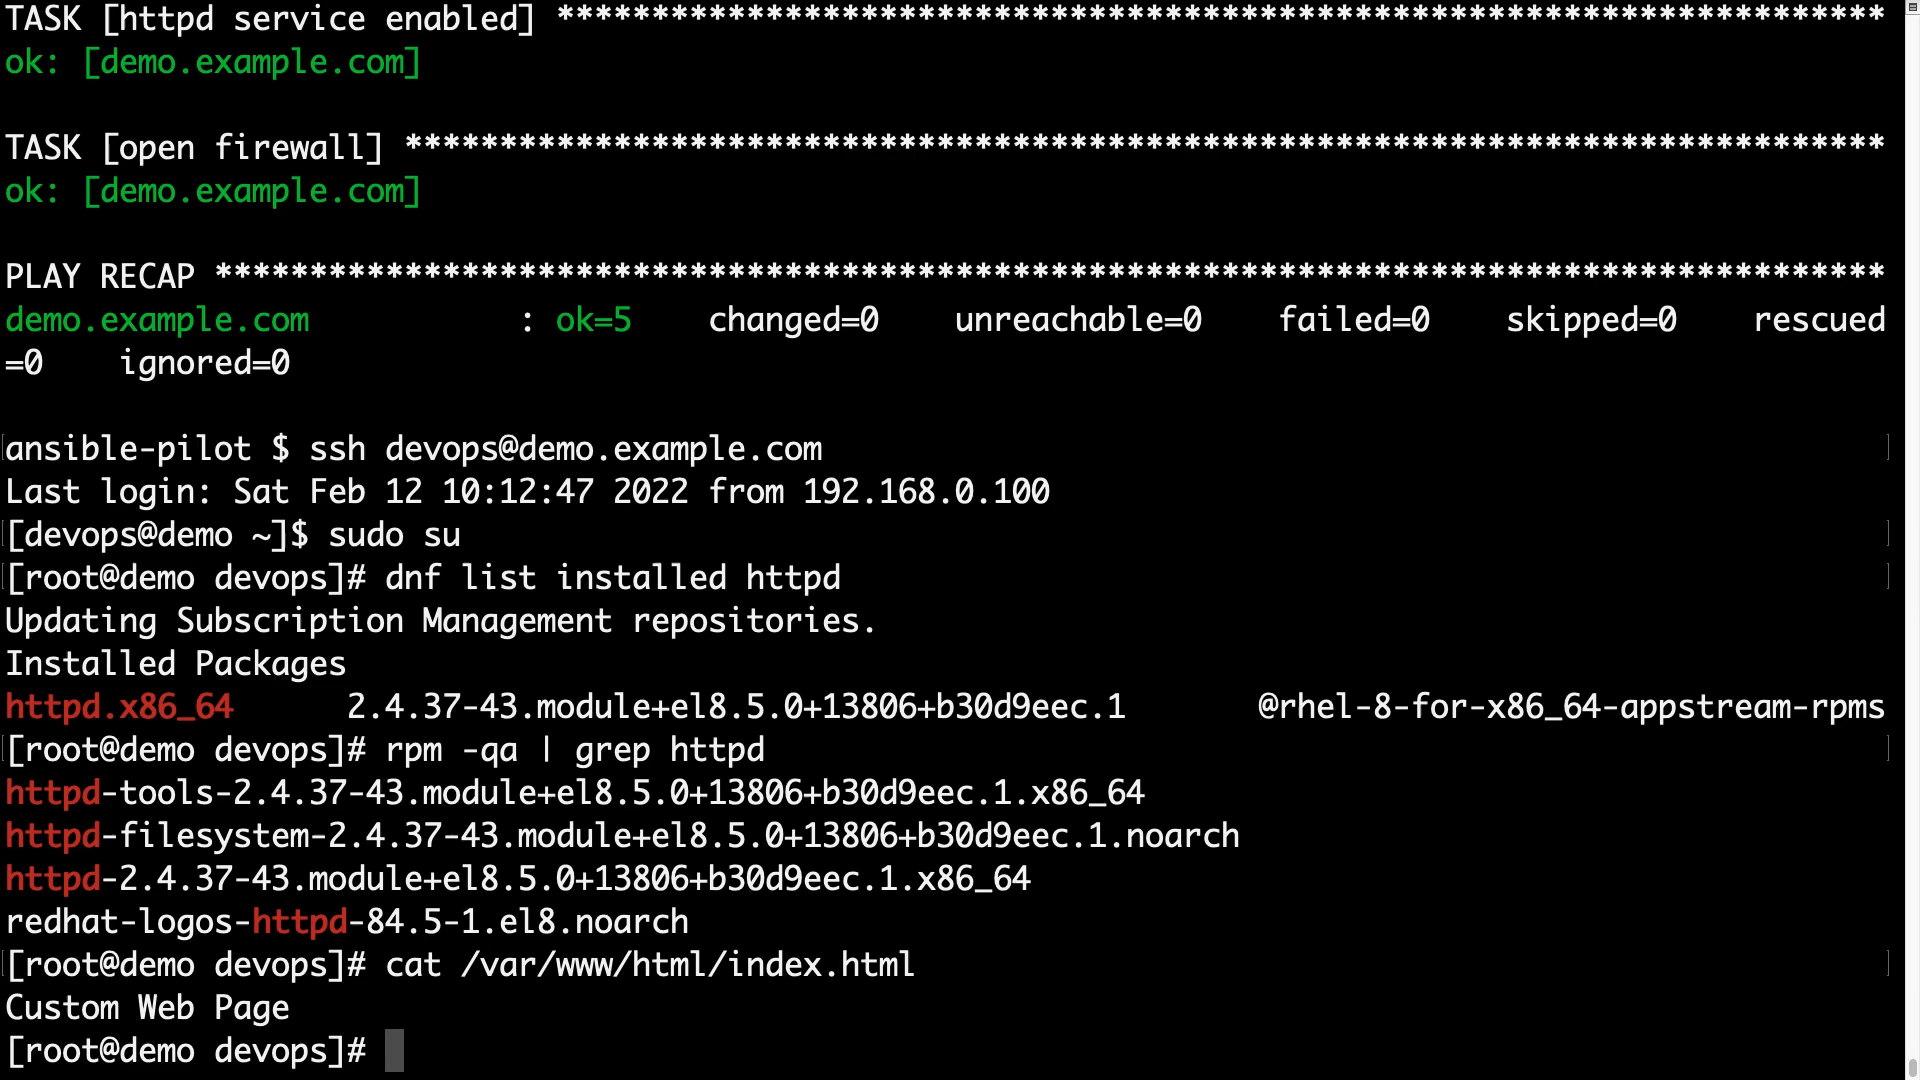 TASK [httpd service enabled] **********************************************************************
ok: [demo.example.com]
TASK [open firewall] ******************************************************************************
ok: [demo.example.com]
PLAY RECAP ****************************************************************************************
demo.example.com           : ok=5    changed=0    unreachable=0    failed=0    skipped=0    rescued
=0    ignored=0
ansible-pilot $ ssh devops@demo.example.com
Last login: Sat Feb 12 10:12:47 2022 from 192.168.0.100
[devops@demo ~]$ sudo su
[root@demo devops]# dnf list installed httpd
Updating Subscription Management repositories.
Installed Packages
httpd.x86_64      2.4.37-43.module+el8.5.0+13806+b30d9eec.1       @rhel-8-for-x86_64-appstream-rpms
[root@demo devops]# rpm -qa | grep httpd
httpd-tools-2.4.37-43.module+el8.5.0+13806+b30d9eec.1.x86_64
httpd-filesystem-2.4.37-43.module+el8.5.0+13806+b30d9eec.1.noarch
httpd-2.4.37-43.module+el8.5.0+13806+b30d9eec.1.x86_64
redhat-logos-httpd-84.5-1.el8.noarch
[root@demo devops]# cat /var/www/html/index.html
Custom Web Page
[root@demo devops]#